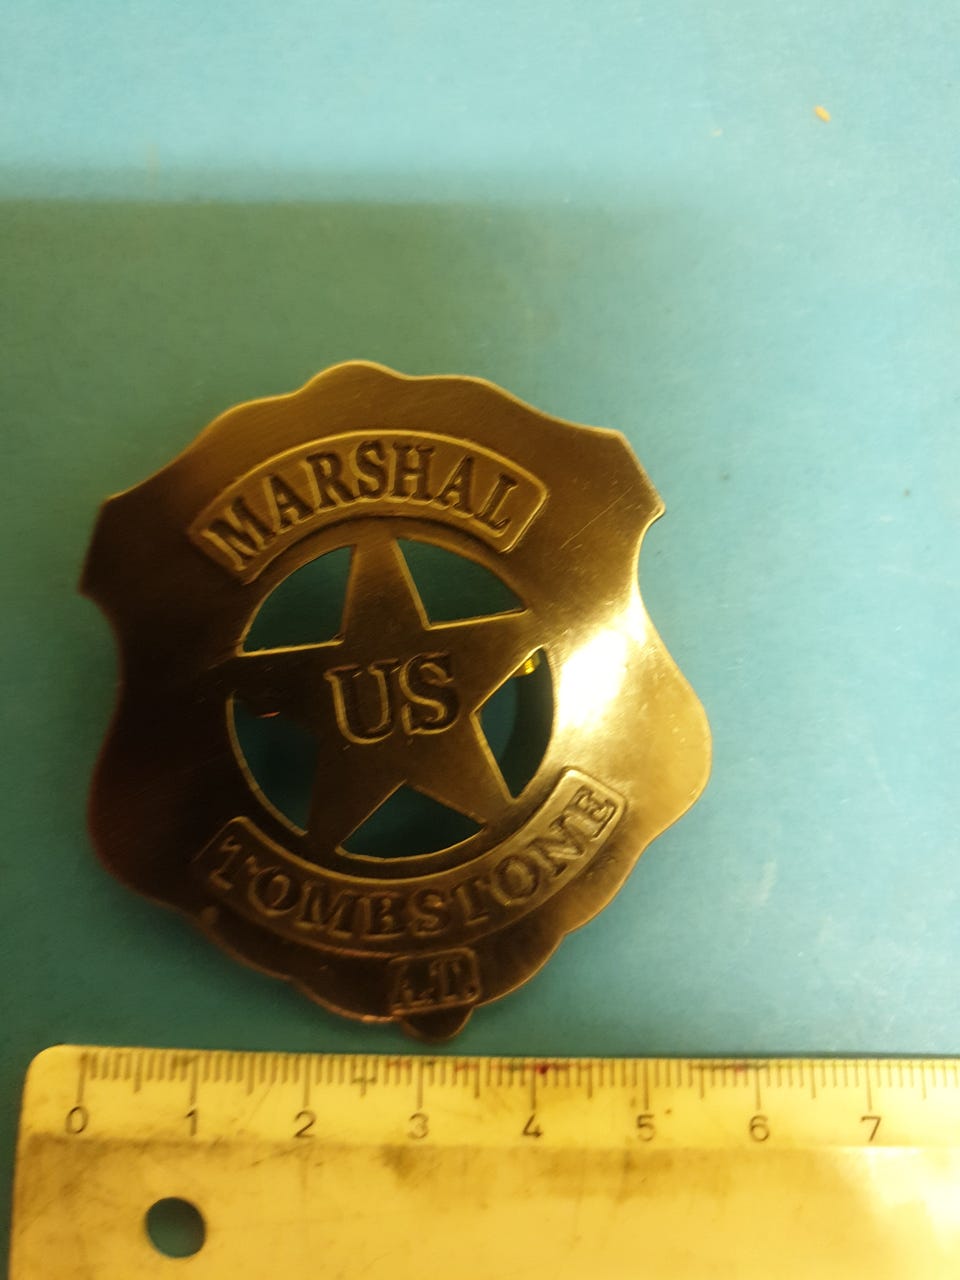 MARSHAL
US
TOMBSTONE
A.T.
0 1 2 3 4 5 6 7